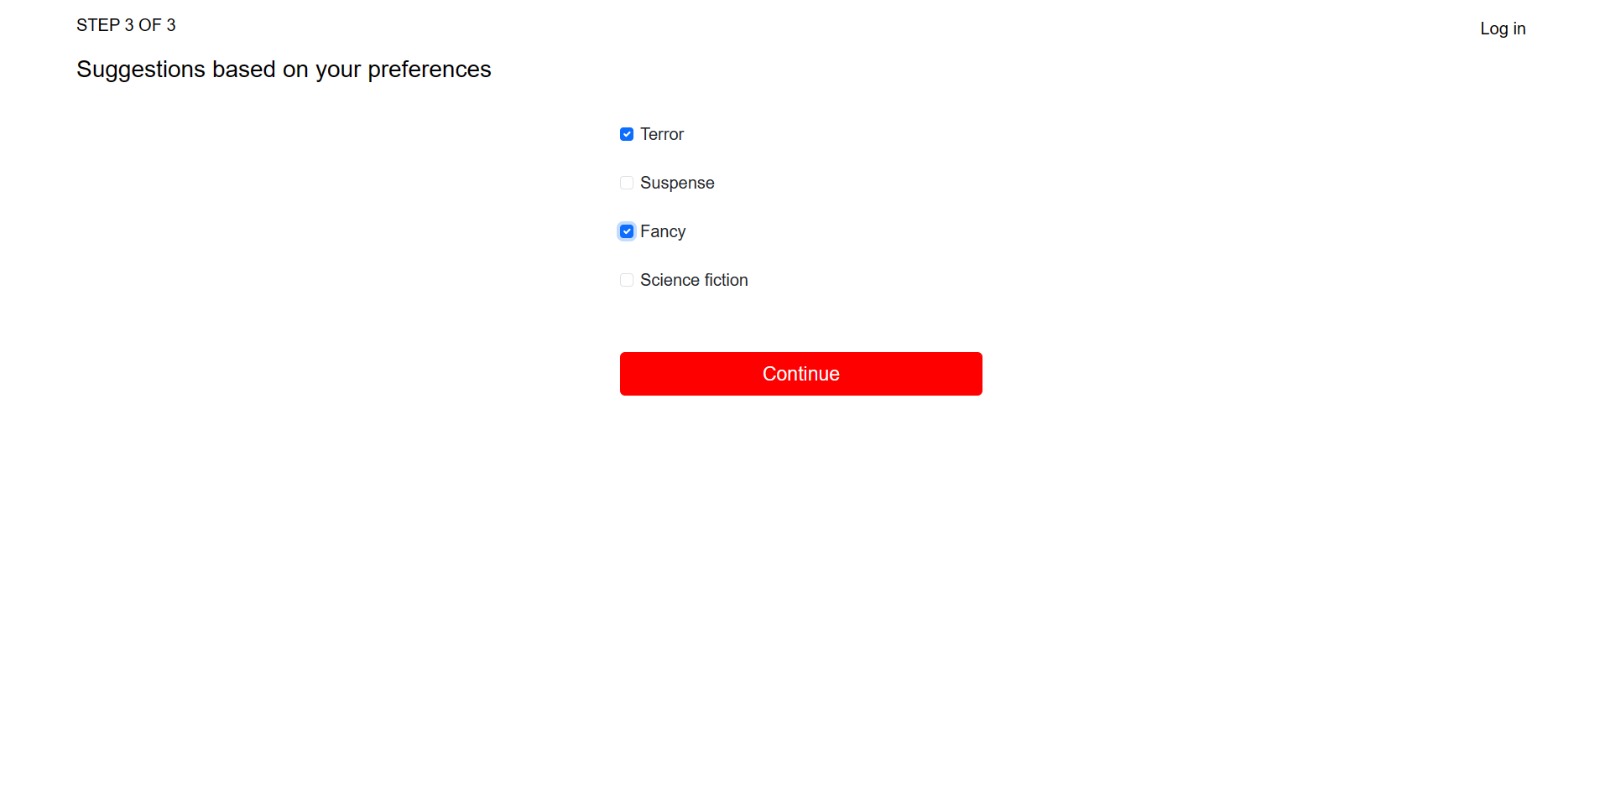 STEP 3 OF 3
Log in
Suggestions based on your preferences
Terror
Suspense
Fancy
Science fiction
Continue